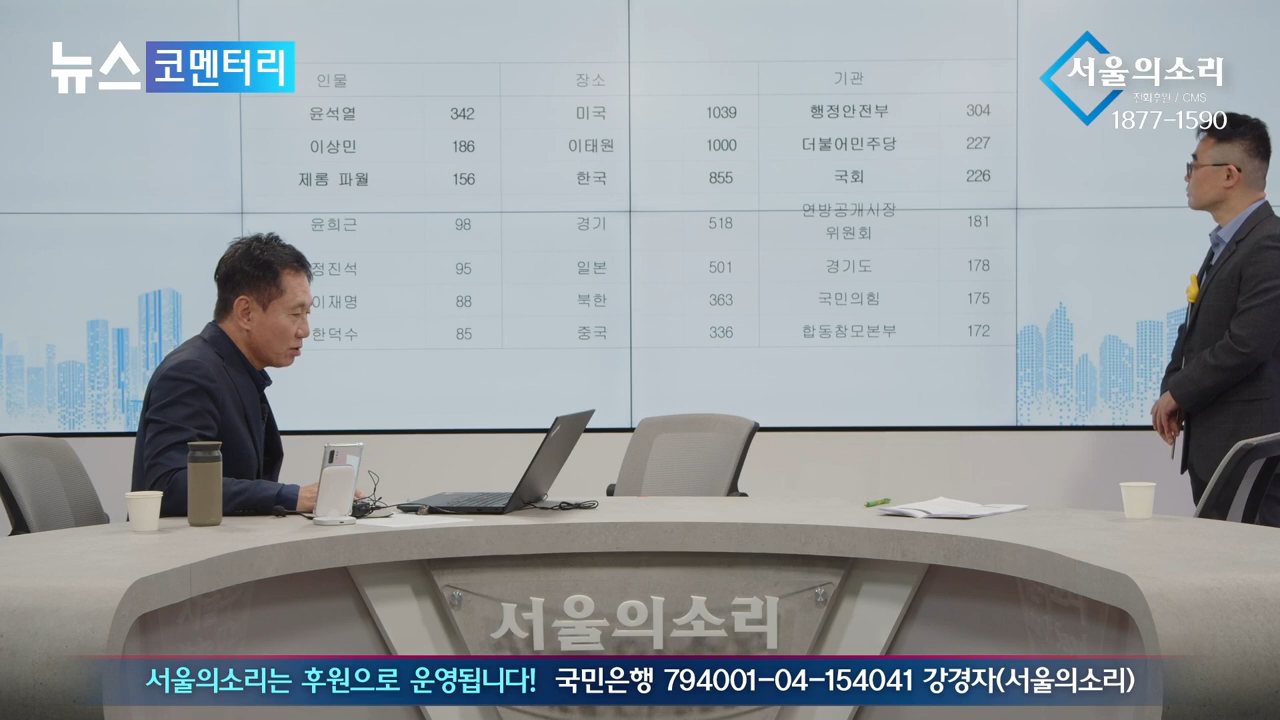 뉴스 코멘터리
서울의소리
전화후원 / CMS
1877-1590
인물 장소 기관
윤석열 342 미국 1039 행정안전부 304
이상민 186 이태원 1000 더불어민주당 227
제롬 파월 156 한국 855 국회 226
윤희근 98 경기 518 연방공개시장위원회 181
정진석 95 일본 501 경기도 178
이재명 88 북한 363 국민의힘 175
한덕수 85 중국 336 합동참모본부 172
서울의소리
서울의소리는 후원으로 운영됩니다! 국민은행 794001-04-154041 강경자(서울의소리)